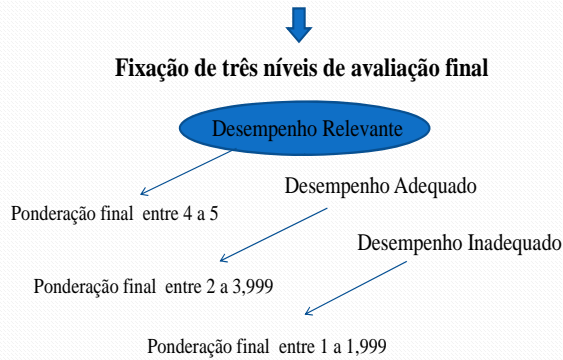 Fixação de três níveis de avaliação final
Desempenho Relevante
Desempenho Adequado
Ponderação final entre 4 a 5
Desempenho Inadequado
Ponderação final entre 2 a 3,999
Ponderação final entre 1 a 1,999